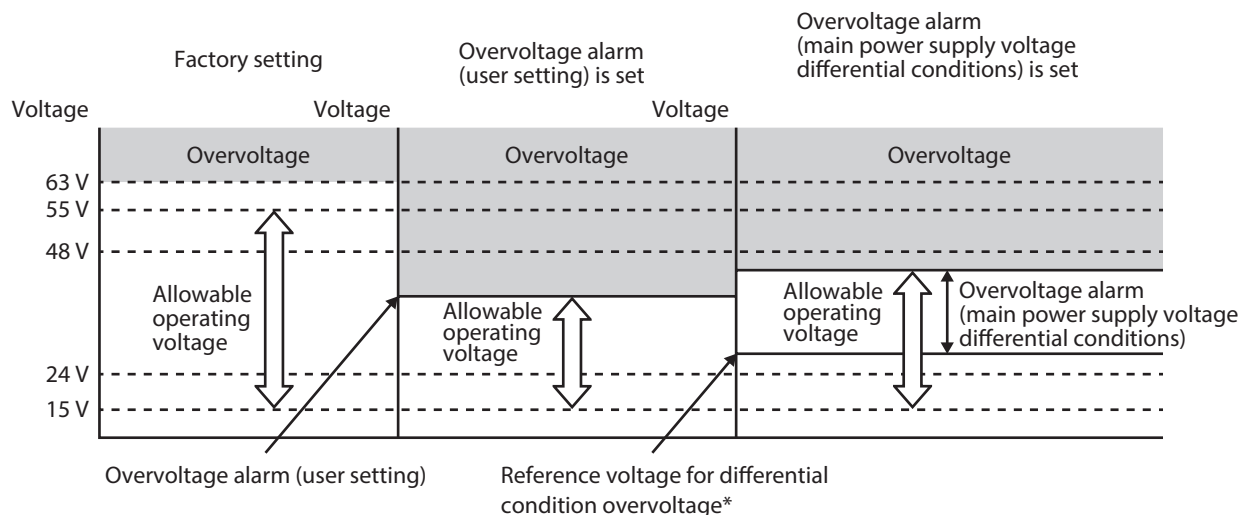 Factory setting
Overvoltage alarm
(user setting) is set
Overvoltage alarm
(main power supply voltage
differential conditions) is set
Voltage
Voltage
Voltage
Overvoltage
Overvoltage
Overvoltage
63 V
55 V
48 V
24 V
15 V
Allowable
operating
voltage
Allowable
operating
voltage
Allowable
operating
voltage
Overvoltage alarm
(main power supply voltage
differential conditions)
Overvoltage alarm (user setting)
Reference voltage for differential
condition overvoltage*